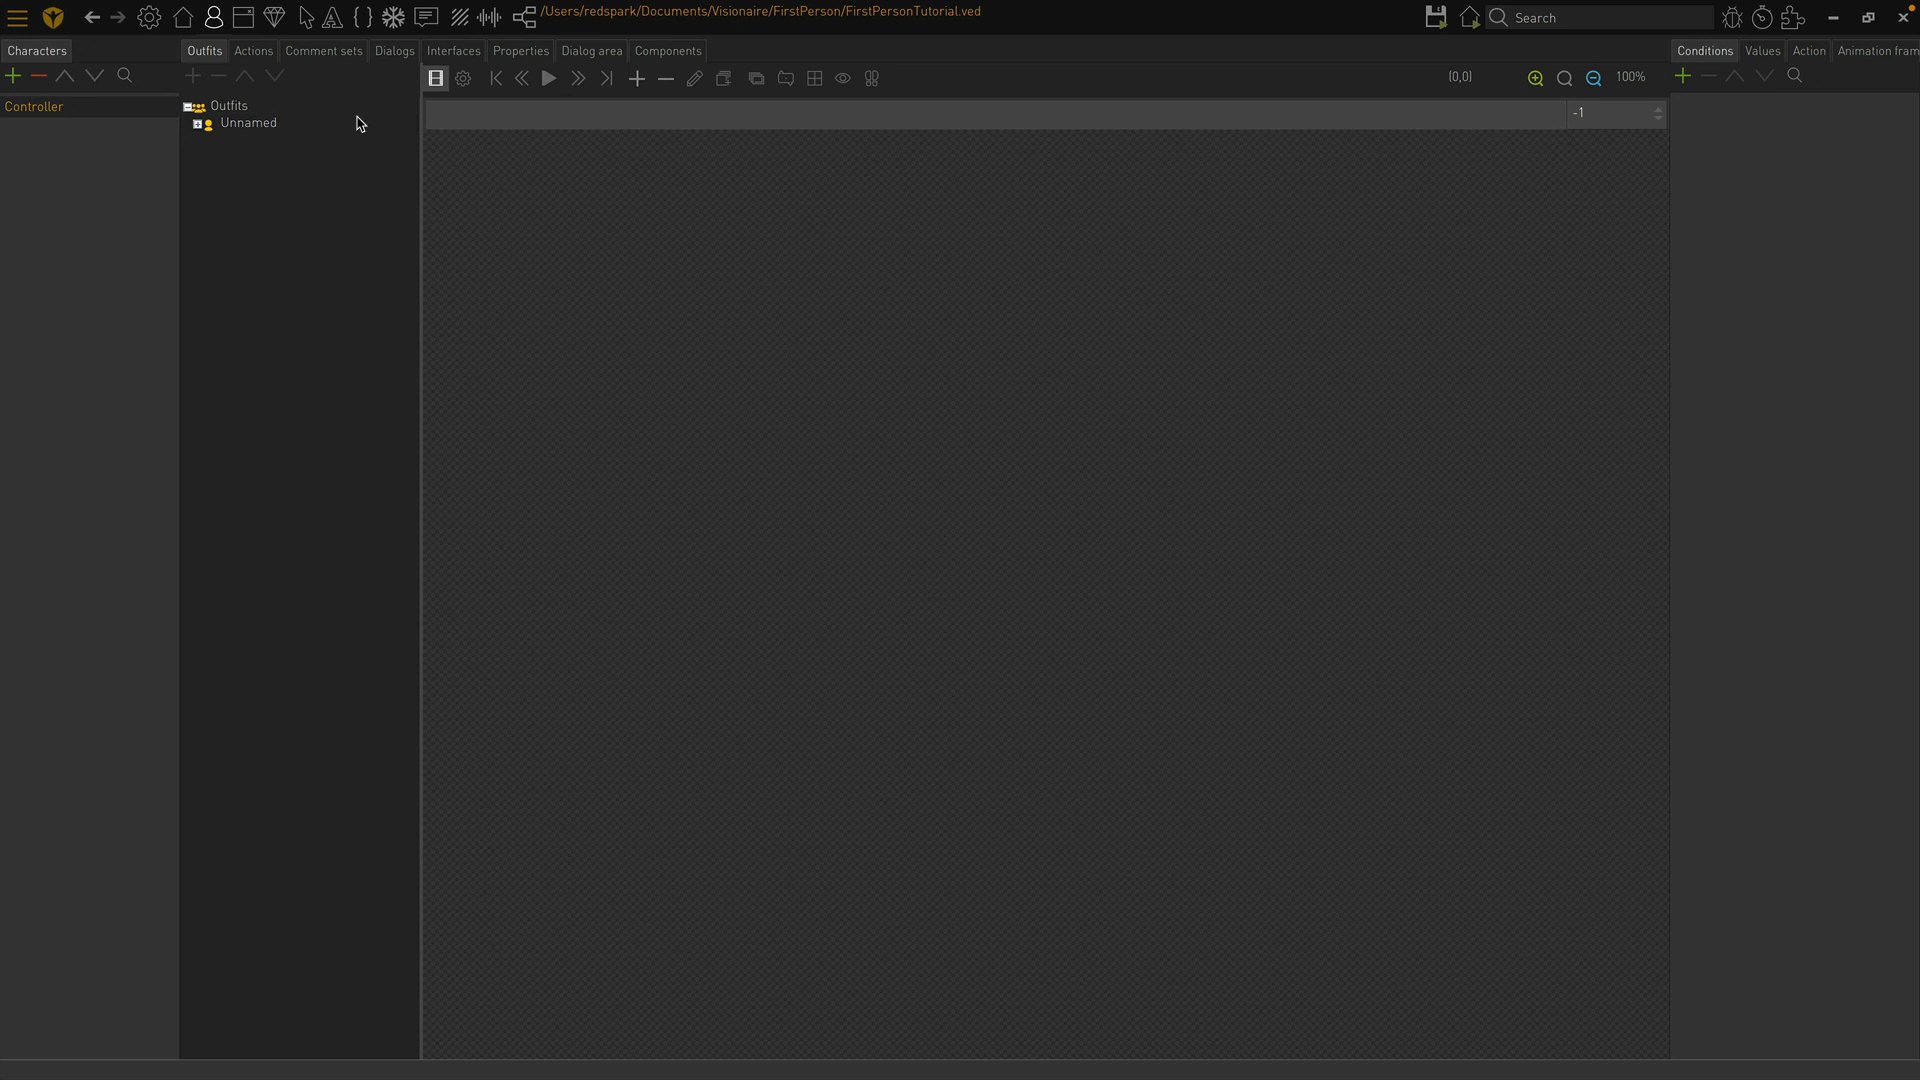 /Users/redspark/Documents/Visionaire/FirstPerson/FirstPersonTutorial.ved
Search
Characters
Outfits Actions Comment sets Dialogs Interfaces Properties Dialog area Components
Conditions Values Action Animation fram
(0,0)
100%
Controller
Outfits
Unnamed
-1